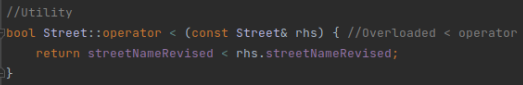 //Utility
bool Street::operator < (const Street& rhs) { //Overloaded < operator
    return streetNameRevised < rhs.streetNameRevised;
}